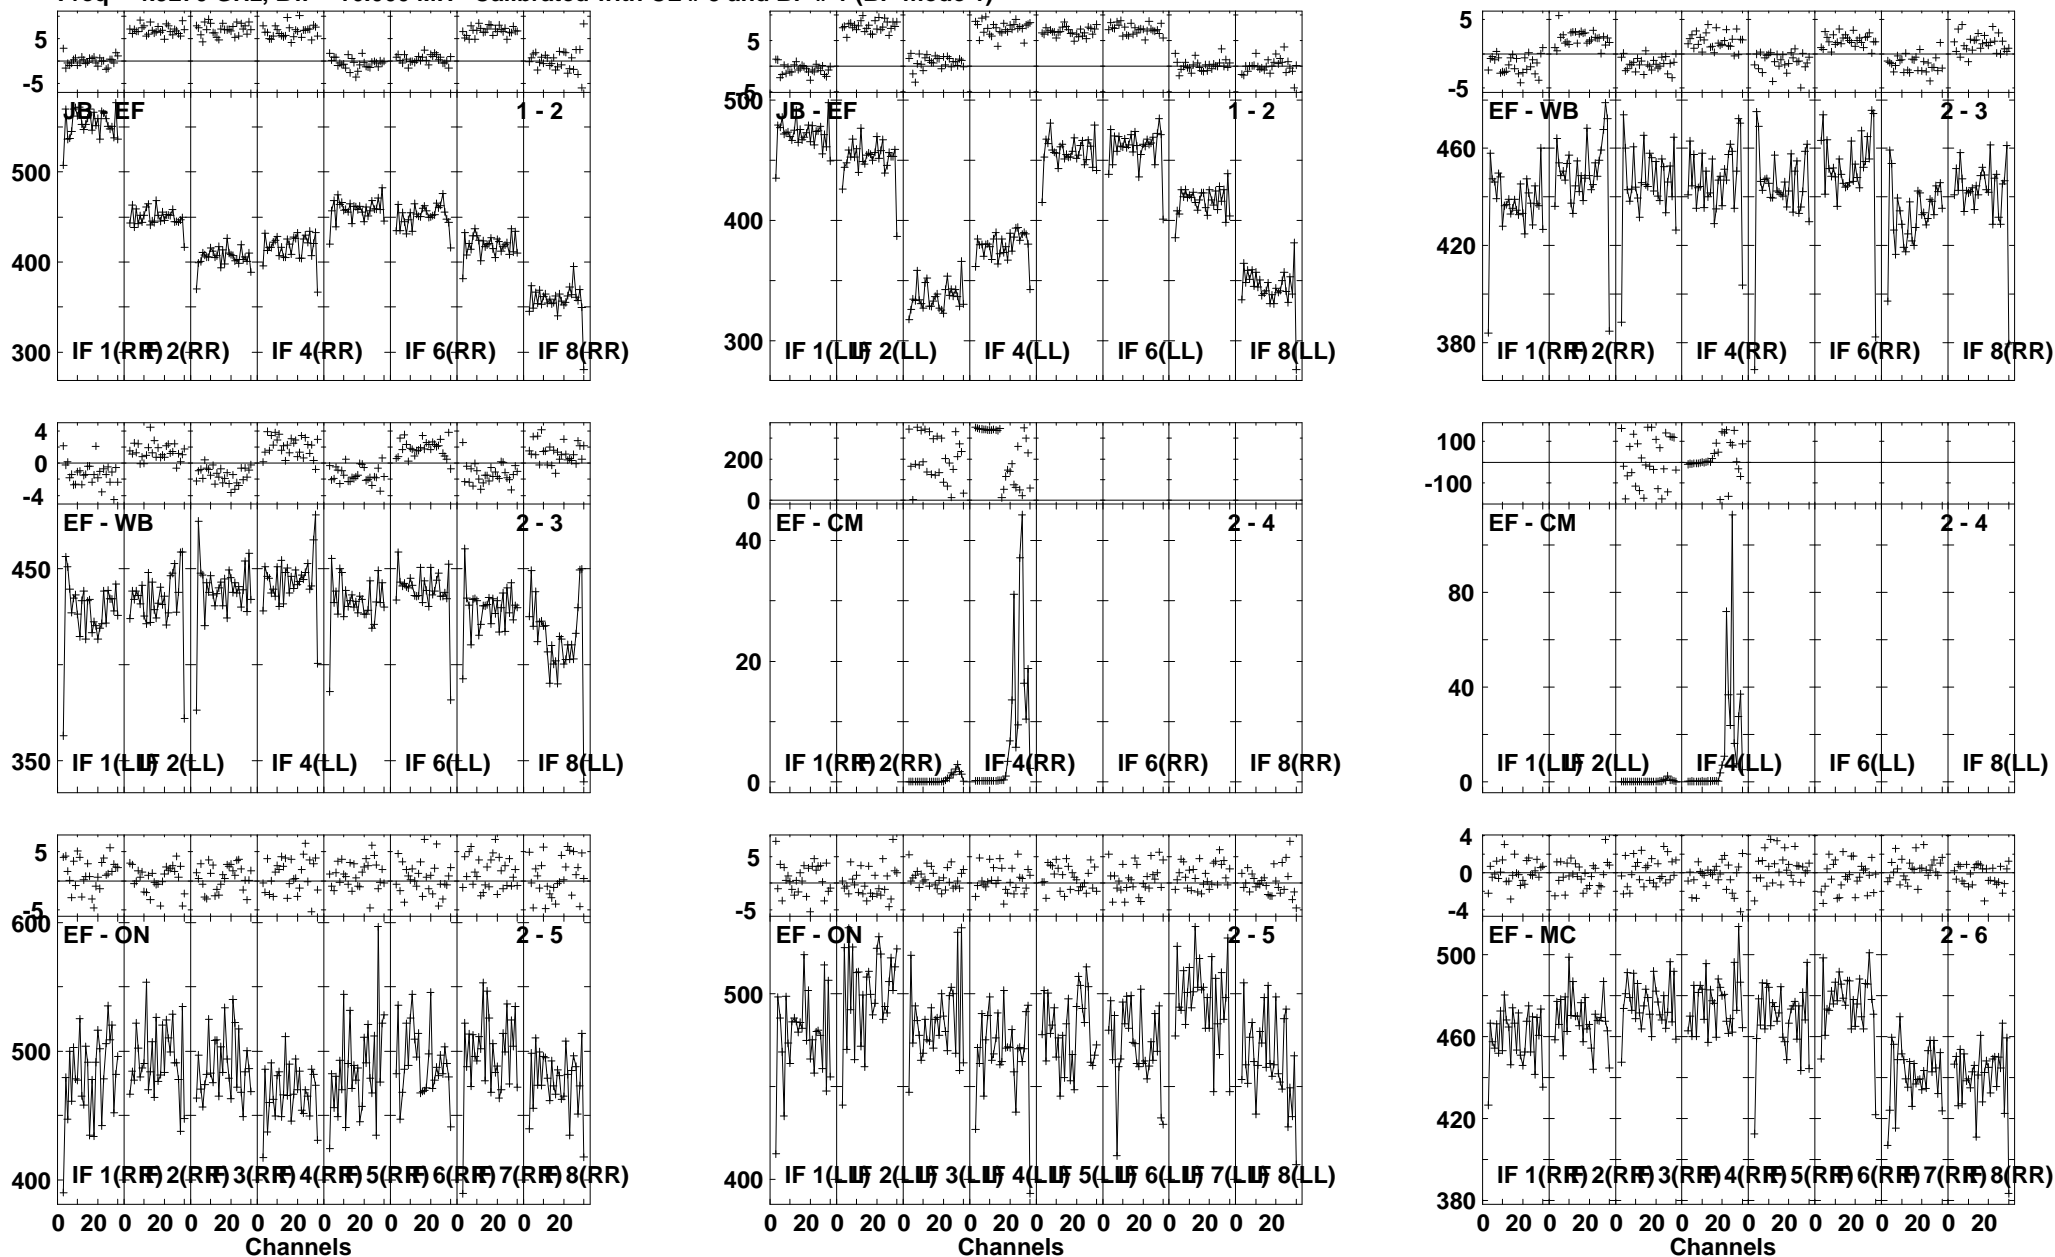 5
-5
JB - EF
1 - 2
500
400
300
IF 1(RR)
IF 2(RR)
IF 4(RR)
IF 6(RR)
IF 8(RR)
5
-5
500
JB - EF
1 - 2
400
300
IF 1(LL)
IF 2(LL)
IF 4(LL)
IF 6(LL)
IF 8(LL)
5
-5
EF - WB
2 - 3
460
420
380
IF 1(RR)
IF 2(RR)
IF 4(RR)
IF 6(RR)
IF 8(RR)
4
0
-4
EF - WB
2 - 3
450
350
IF 1(LL)
IF 2(LL)
IF 4(LL)
IF 6(LL)
IF 8(LL)
200
0
EF - CM
2 - 4
40
20
0
IF 1(RR)
IF 2(RR)
IF 4(RR)
IF 6(RR)
IF 8(RR)
100
-100
EF - CM
2 - 4
80
40
0
IF 1(LL)
IF 2(LL)
IF 4(LL)
IF 6(LL)
IF 8(LL)
5
-5
600
EF - ON
2 - 5
500
400
IF 1(RR)
IF 2(RR)
IF 3(RR)
IF 4(RR)
IF 5(RR)
IF 6(RR)
IF 7(RR)
IF 8(RR)
0 20 0 20 0 20 0 20 0 20 0 20 0 20 0 20
Channels
5
-5
EF - ON
2 - 5
500
400
IF 1(LL)
IF 2(LL)
IF 3(LL)
IF 4(LL)
IF 5(LL)
IF 6(LL)
IF 7(LL)
IF 8(LL)
0 20 0 20 0 20 0 20 0 20 0 20 0 20 0 20
Channels
4
0
-4
EF - MC
2 - 6
500
460
420
380
IF 1(RR)
IF 2(RR)
IF 3(RR)
IF 4(RR)
IF 5(RR)
IF 6(RR)
IF 7(RR)
IF 8(RR)
0 20 0 20 0 20 0 20 0 20 0 20 0 20 0 20
Channels